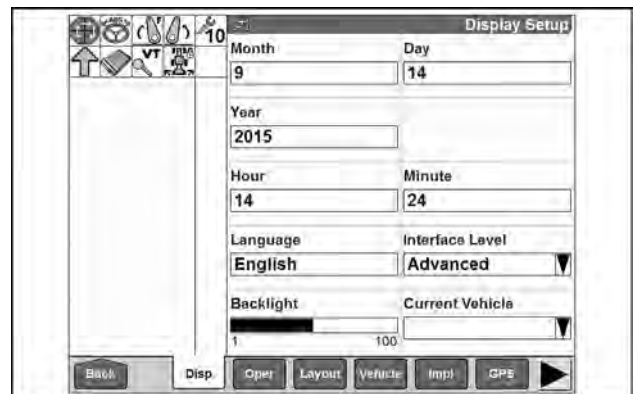 10
Display Setup
Month
Day
9
14
VT
Year
2015
Hour
Minute
14
24
Language
Interface Level
English
Advanced
Backlight
Current Vehicle
1
100
Back
Disp
Oper
Layout
Vehicle
Impl
GPS